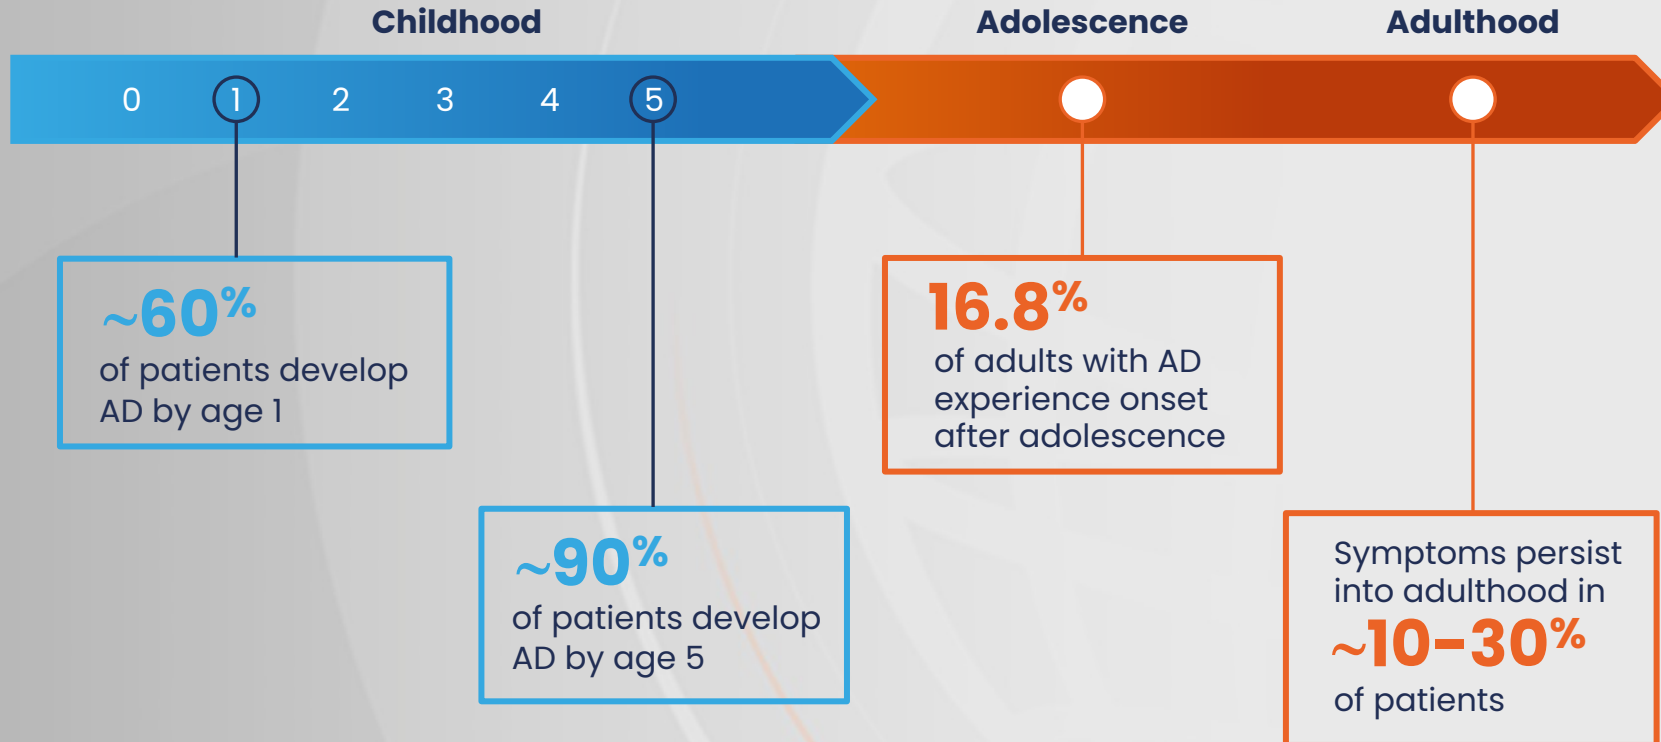 Childhood
Adolescence
Adulthood
0 1 2 3 4 5
~60%
of patients develop
AD by age 1
~90%
of patients develop
AD by age 5
16.8%
of adults with AD
experience onset
after adolescence
Symptoms persist
into adulthood in
~10–30%
of patients